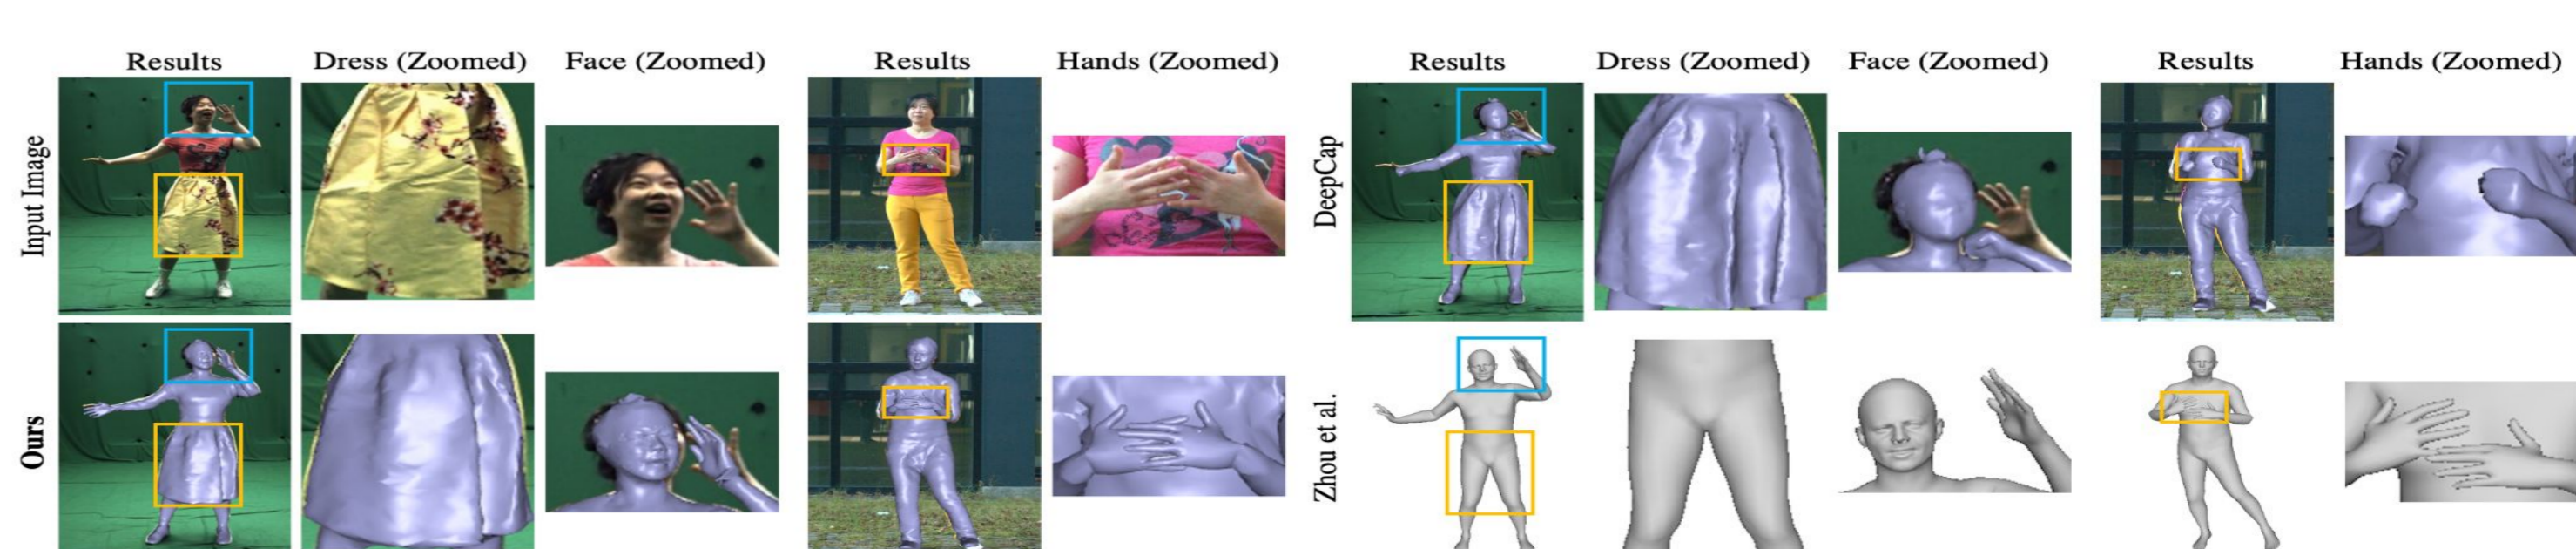 Results Dress (Zoomed) Face (Zoomed) Results Hands (Zoomed) Results Dress (Zoomed) Face (Zoomed) Results Hands (Zoomed)
Input Image
DeepCap
Ours
Zhou et al.